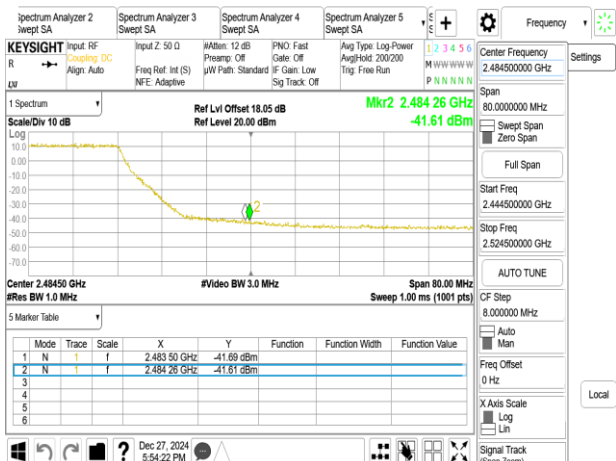 Spectrum Analyzer 2
Swept SA
Spectrum Analyzer 3
Swept SA
Spectrum Analyzer 4
Swept SA
Spectrum Analyzer 5
Swept SA
Frequency
KEYSIGHT
R
Input: RF
Coupling: DC
Align: Auto
Input Z: 50 Ω
Freq Ref: Int (S)
NFE: Adaptive
#Atten: 12 dB
Preamp: Off
µW Path: Standard
PNO: Fast
Gate: Off
IF Gain: Low
Sig Track: Off
Avg Type: Log-Power
Avg|Hold: 200/200
Trig: Free Run
1 2 3 4 5 6
M W W W W W
P N N N N N
1 Spectrum
Scale/Div 10 dB
Ref Lvl Offset 18.05 dB
Ref Level 20.00 dBm
Mkr2 2.484 26 GHz
-41.61 dBm
Log
10.0
0.00
-10.0
-20.0
-30.0
-40.0
-50.0
-60.0
-70.0
2
Center 2.48450 GHz
#Res BW 1.0 MHz
#Video BW 3.0 MHz
Span 80.00 MHz
Sweep 1.00 ms (1001 pts)
5 Marker Table
Mode Trace Scale X Y Function Function Width Function Value
1 N 1 f 2.483 50 GHz -41.69 dBm
2 N 1 f 2.484 26 GHz -41.61 dBm
3
4
5
6
Dec 27, 2024
5:54:22 PM
Center Frequency
2.484500000 GHz
Settings
Span
80.0000000 MHz
Swept Span
Zero Span
Full Span
Start Freq
2.444500000 GHz
Stop Freq
2.524500000 GHz
AUTO TUNE
CF Step
8.000000 MHz
Auto
Man
Freq Offset
0 Hz
Local
X Axis Scale
Log
Lin
Signal Track
(Span Zoom)